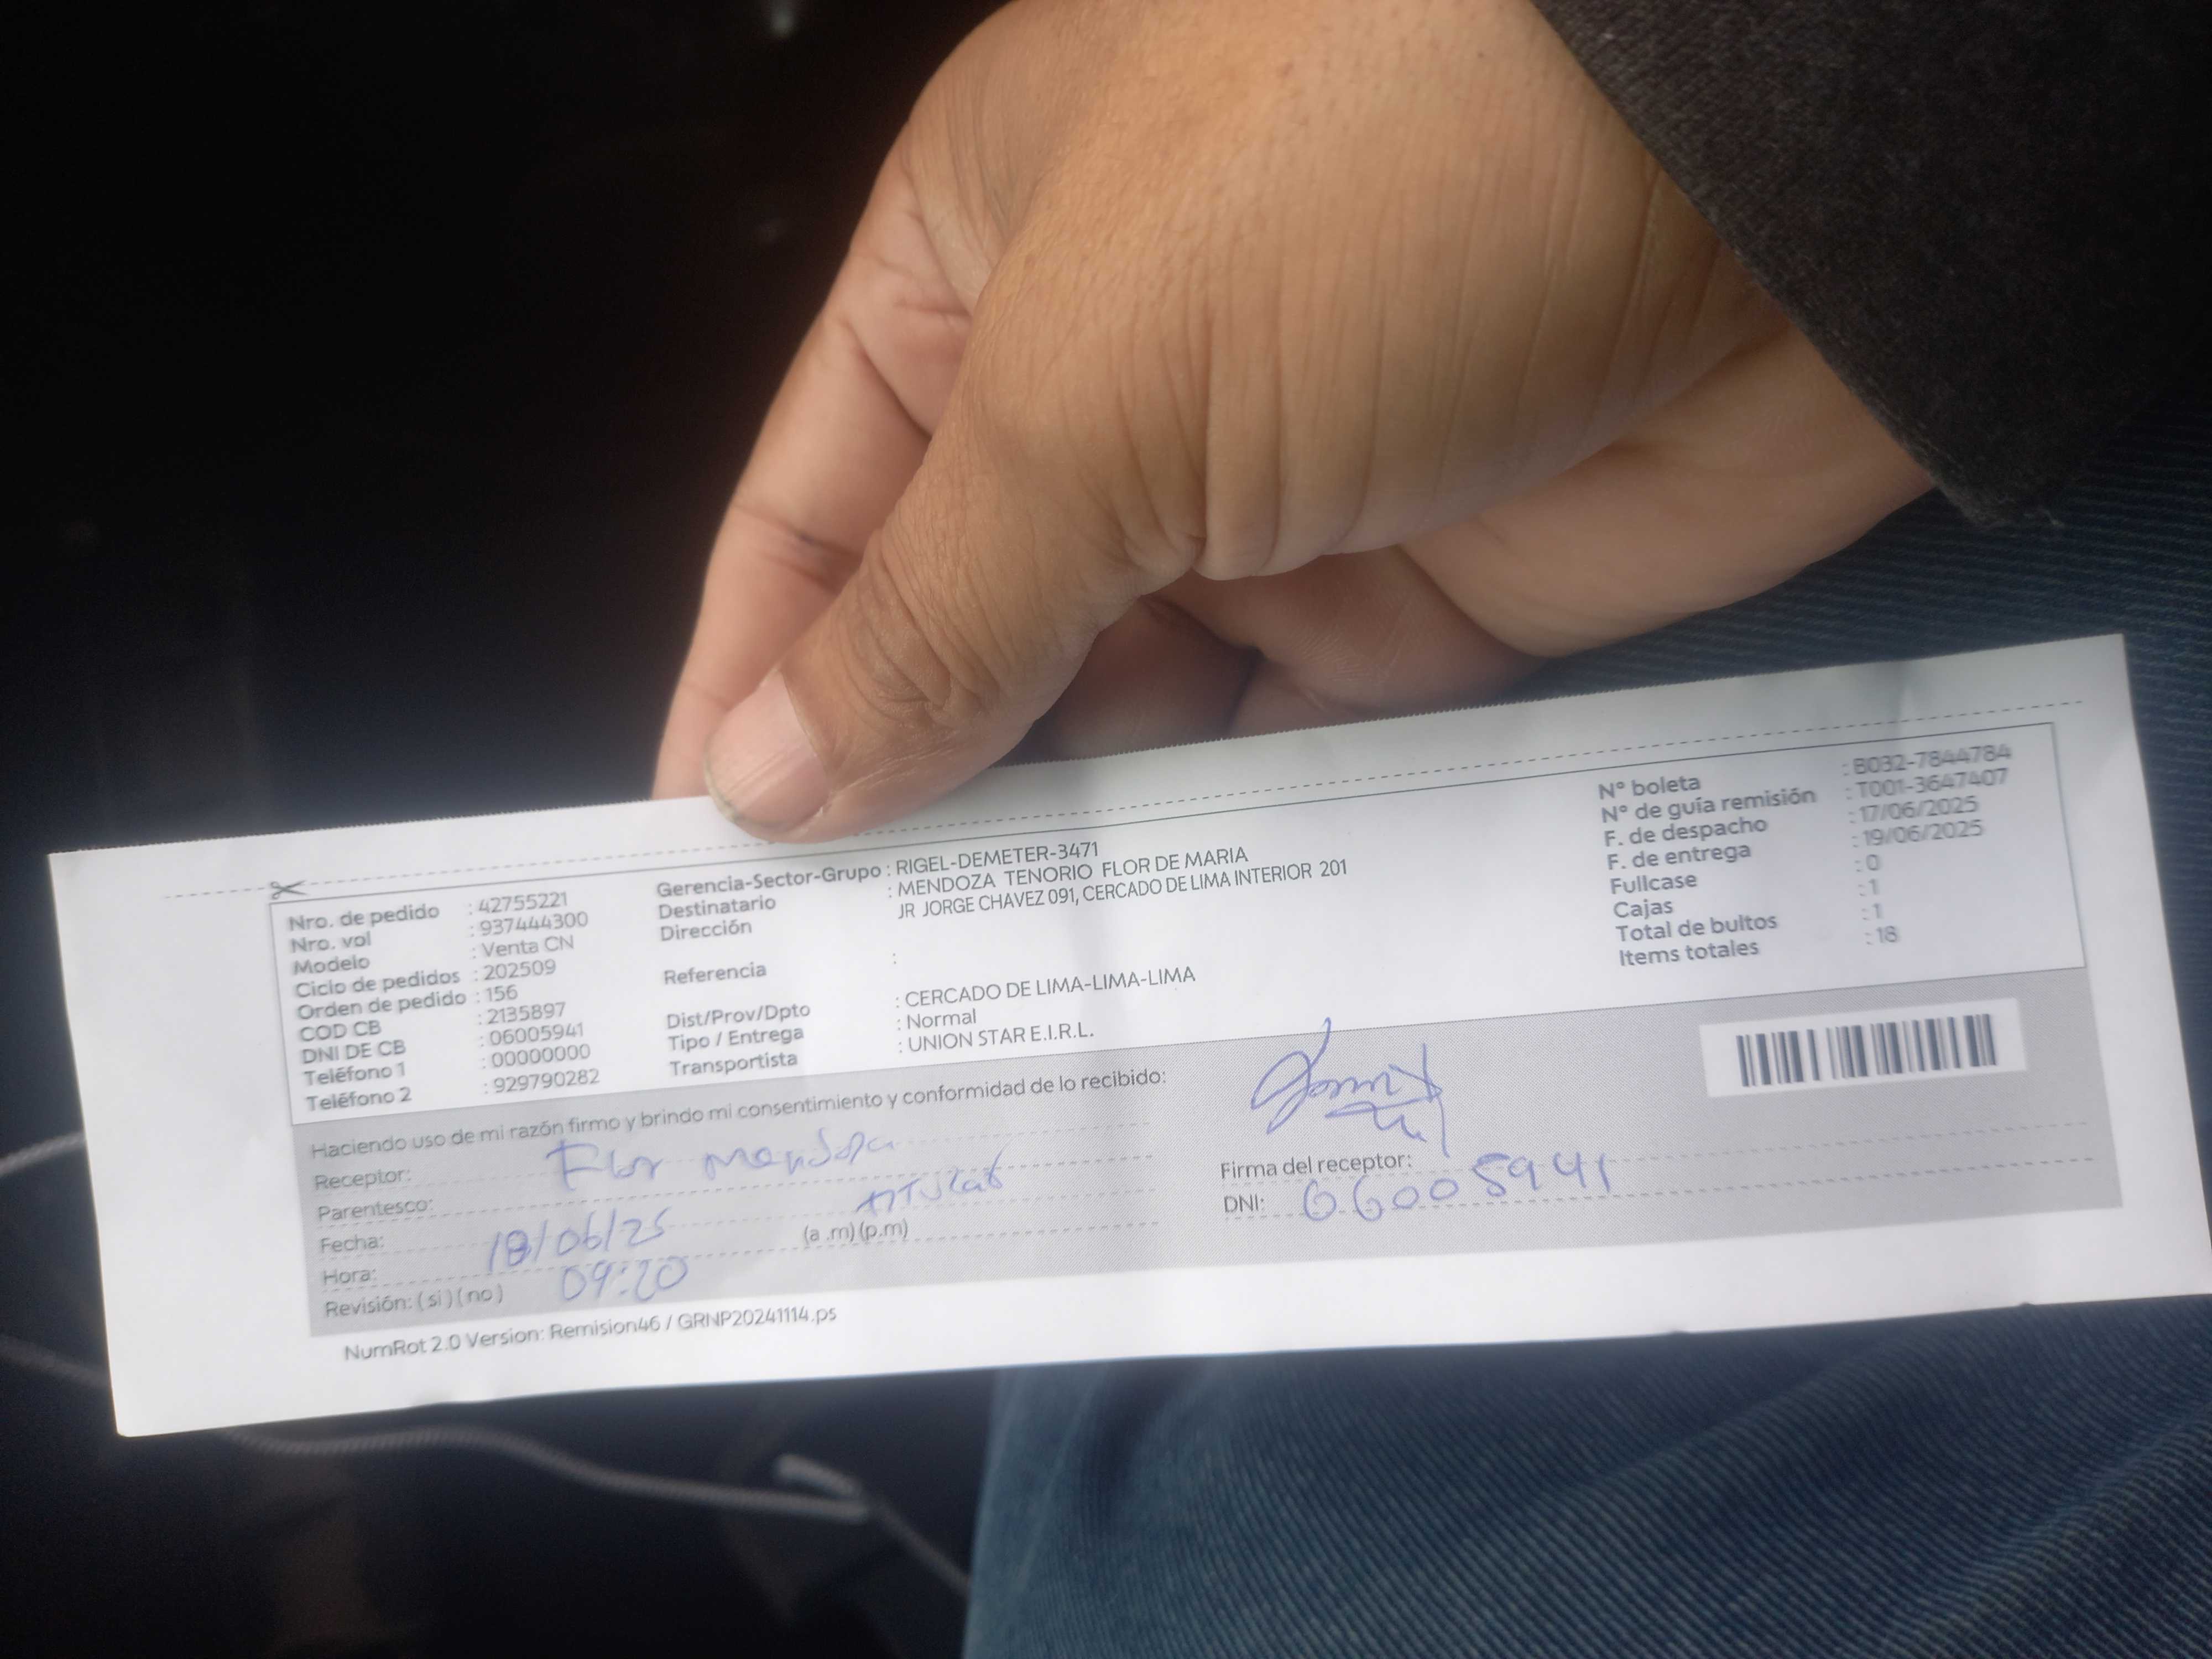 Nro. de pedido : 42755221
Nro. vol : 937444300
Modelo : Venta CN
Ciclo de pedidos : 202509
Orden de pedido : 156
COD CB : 2135897
DNI DE CB : 06005941
Teléfono 1 : 00000000
Teléfono 2 : 929790282
Gerencia-Sector-Grupo : RIGEL-DEMETER-3471
Destinatario : MENDOZA TENORIO FLOR DE MARIA
Dirección JR JORGE CHAVEZ 091, CERCADO DE LIMA INTERIOR 201
Referencia :
Dist/Prov/Dpto : CERCADO DE LIMA-LIMA-LIMA
Tipo / Entrega : Normal
Transportista : UNION STAR E.I.R.L.
N° boleta : B032-7844784
N° de guía remisión : T001-3647407
F. de despacho : 17/06/2025
F. de entrega : 19/06/2025
Fullcase : 0
Cajas : 1
Total de bultos : 1
Items totales : 18
Haciendo uso de mi razón firmo y brindo mi consentimiento y conformidad de lo recibido:
Receptor: Flor Mendoza
Parentesco:
Fecha: 18/06/25
Hora: 09:20 (a .m) (p.m)
Revisión: ( si ) ( no )
Firma del receptor:
DNI: 06005941
NumRot 2.0 Version: Remision46 / GRNP20241114.ps